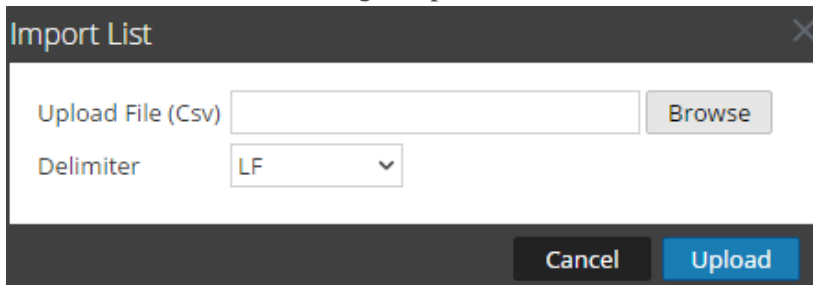 Import List
Upload File (Csv) Browse
Delimiter LF
Cancel Upload